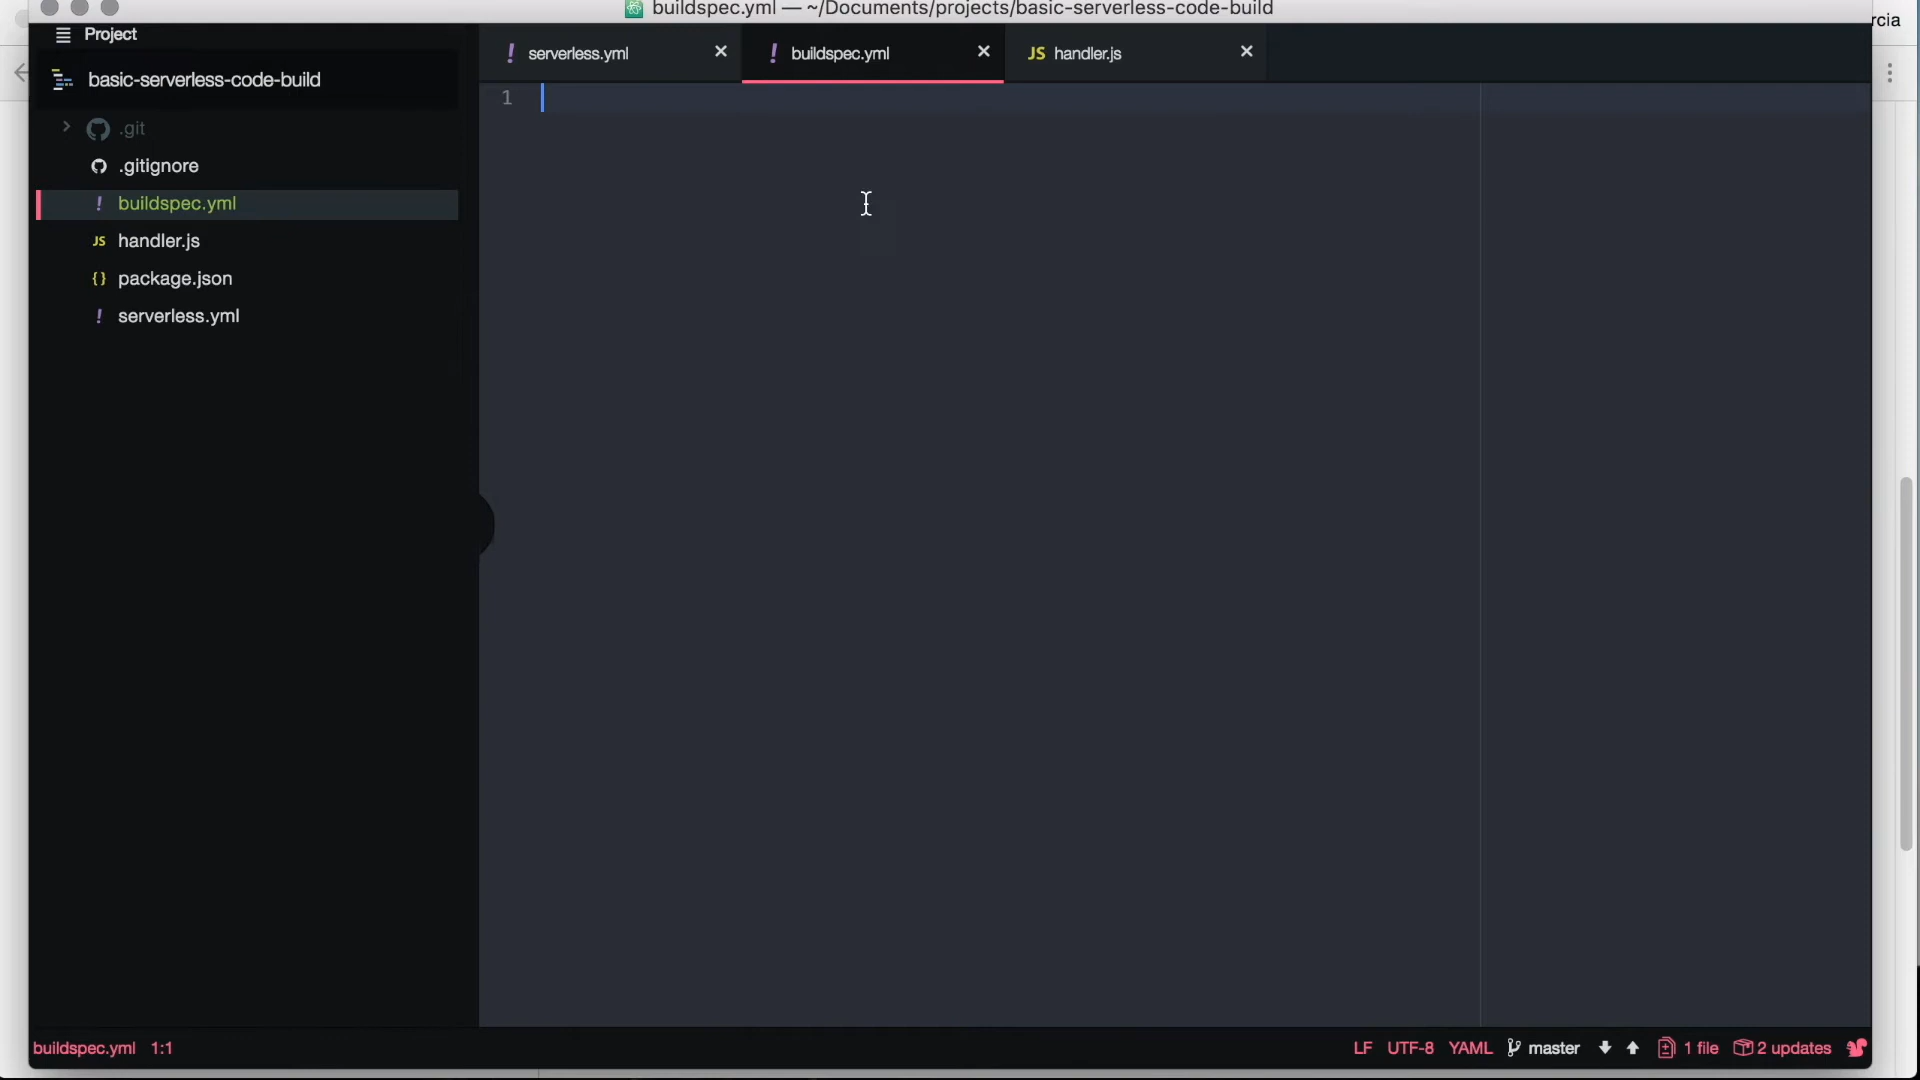 buildspec.yml — ~/Documents/projects/basic-serverless-code-build
rcia
Project
basic-serverless-code-build
.git
.gitignore
! buildspec.yml
JS handler.js
{} package.json
! serverless.yml
! serverless.yml ×
! buildspec.yml ×
JS handler.js ×
1
buildspec.yml 1:1
LF UTF-8 YAML master 1 file 2 updates